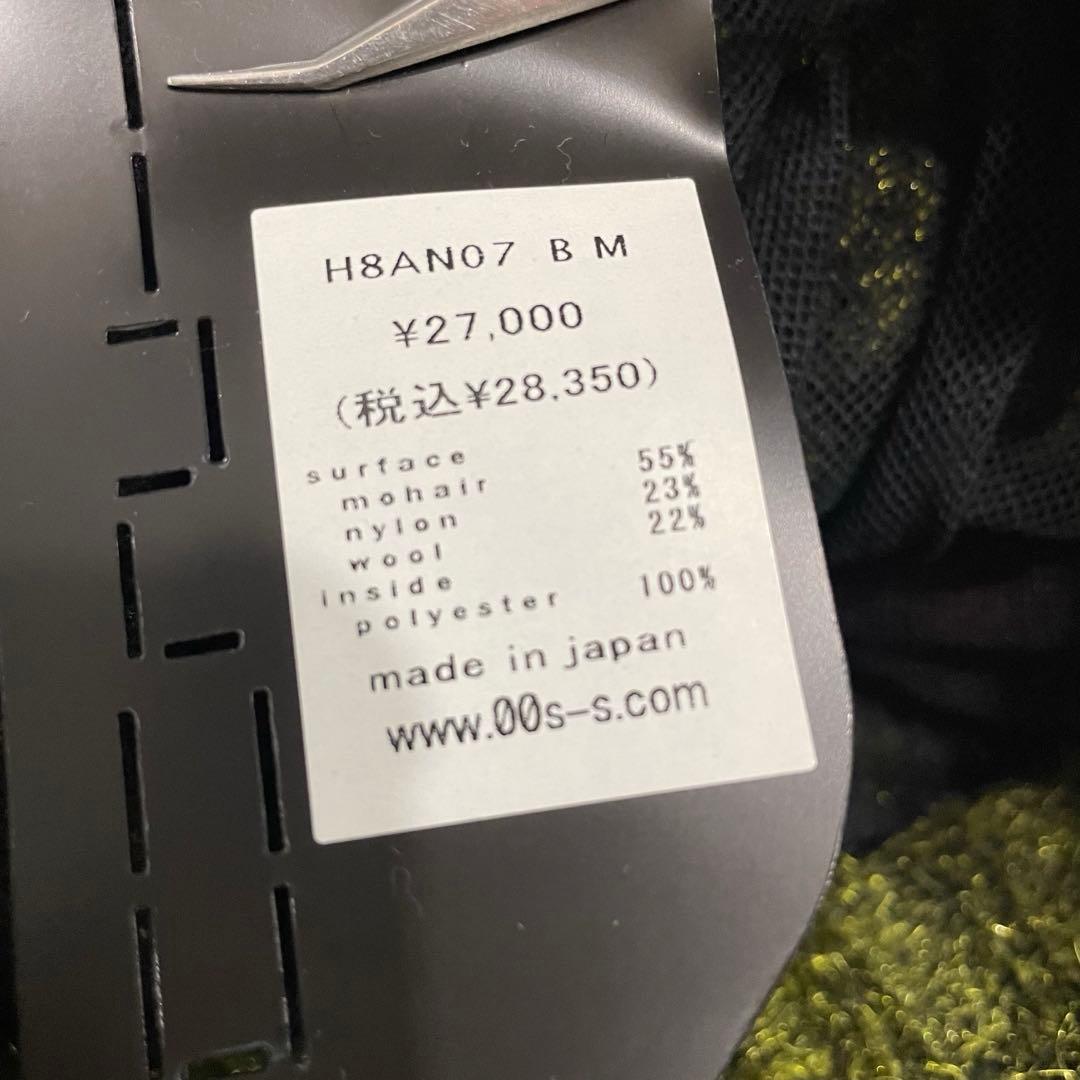 H8AN07 B M
¥27,000
(税込¥28,350)
surface
mohair 55%
nylon 23%
wool 22%
inside
polyester 100%
made in japan
www.00s-s.com